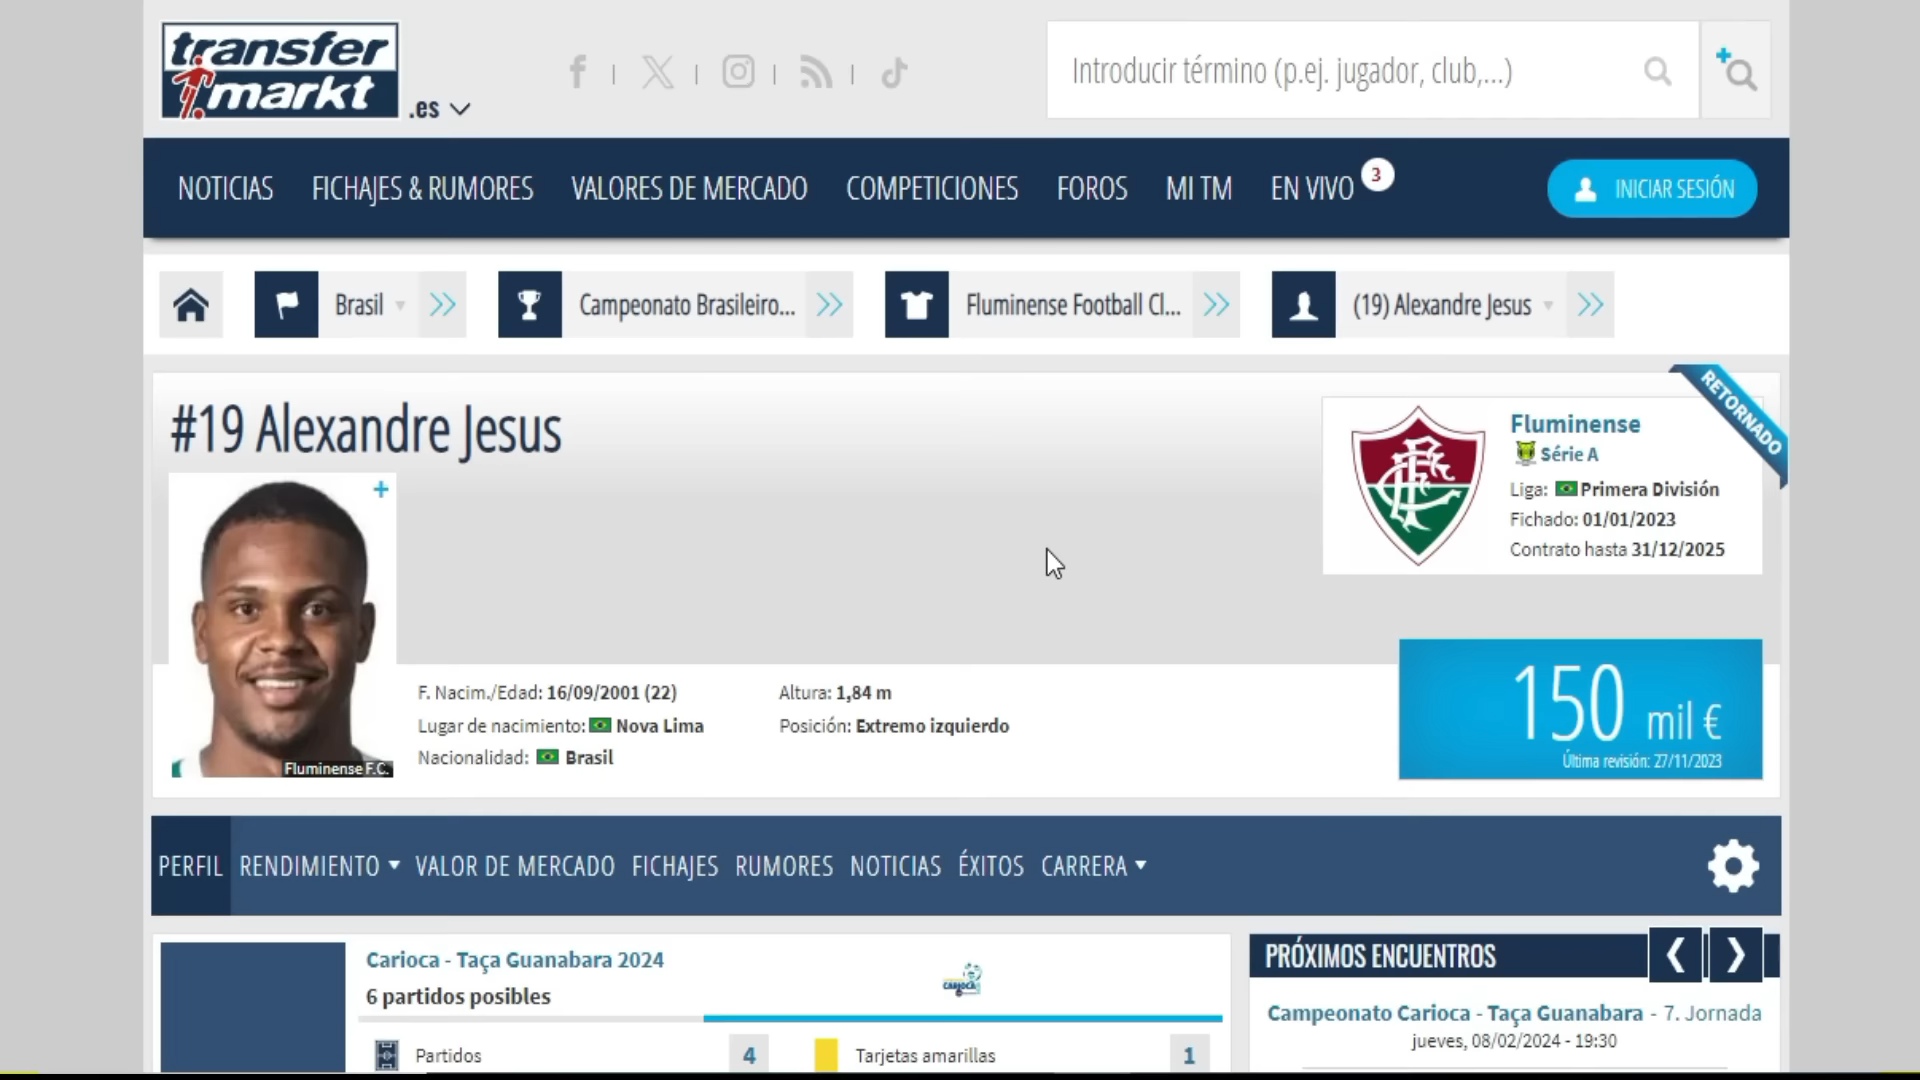 transfer
markt
.es
Introducir término (p.ej. jugador, club,...)
NOTICIAS FICHAJES & RUMORES VALORES DE MERCADO COMPETICIONES FOROS MI TM EN VIVO 3 INICIAR SESIÓN
Brasil Campeonato Brasileiro... Fluminense Football Cl... (19) Alexandre Jesus
#19 Alexandre Jesus
RETORNADO
Fluminense
Série A
Liga: Primera División
Fichado: 01/01/2023
Contrato hasta 31/12/2025
Fluminense F.C.
F. Nacim./Edad: 16/09/2001 (22)
Lugar de nacimiento: Nova Lima
Nacionalidad: Brasil
Altura: 1,84 m
Posición: Extremo izquierdo
150 mil €
Última revisión: 27/11/2023
PERFIL RENDIMIENTO VALOR DE MERCADO FICHAJES RUMORES NOTICIAS ÉXITOS CARRERA
Carioca - Taça Guanabara 2024
6 partidos posibles
CARIOCA
Partidos 4 Tarjetas amarillas 1
PRÓXIMOS ENCUENTROS
Campeonato Carioca - Taça Guanabara - 7. Jornada
jueves, 08/02/2024 - 19:30